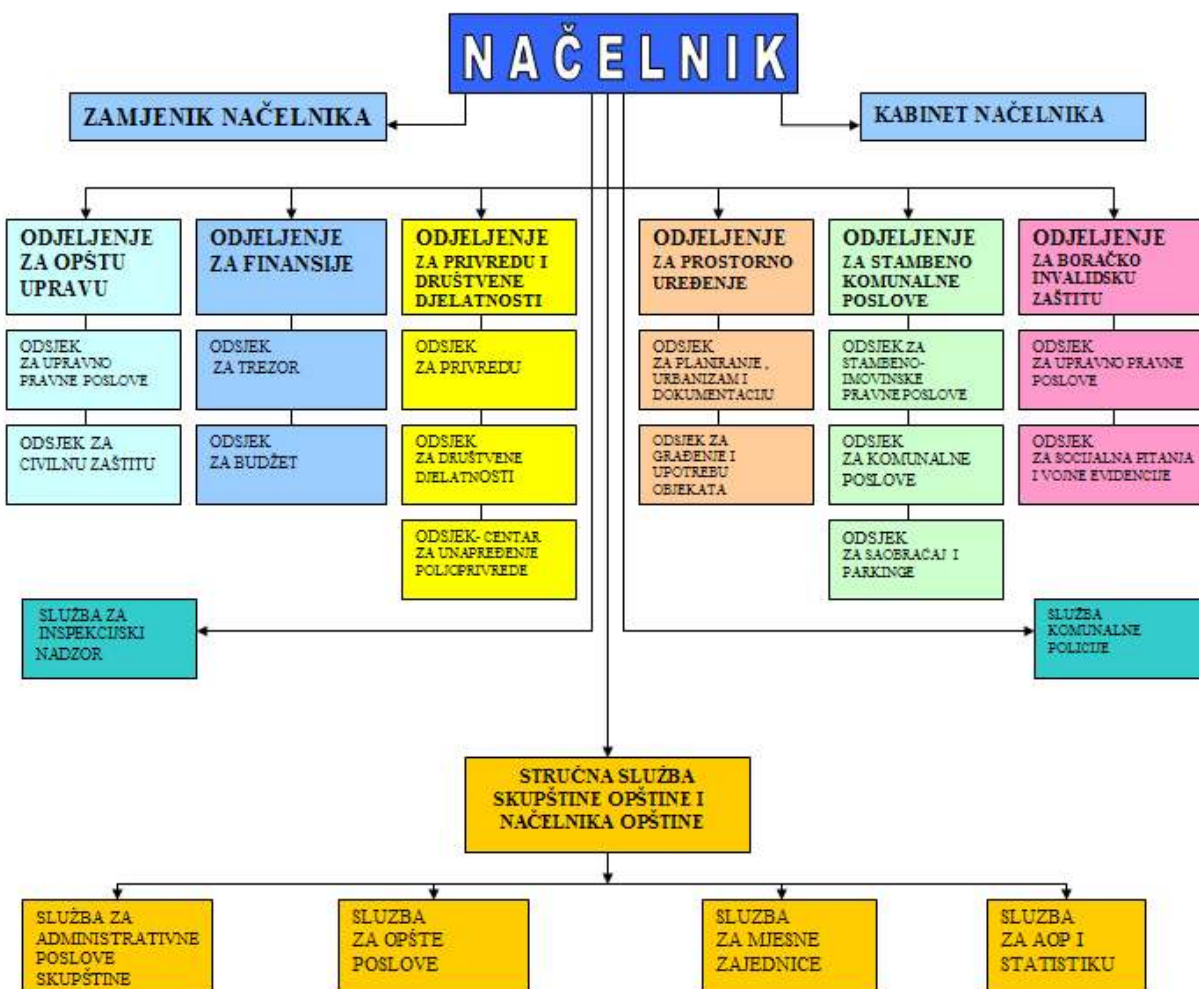 NAČELNIK
ZAMJENIK NAČELNIKA
KABINET NAČELNIKA
ODJELJENJE
ZA OPŠTU
UPRAVU
ODJELJENJE
ZA FINANSIJE
ODJELJENJE
ZA PRIVREDU I
DRUŠTVENE
DJELATNOSTI
ODJELJENJE
ZA PROSTORNO
UREĐENJE
ODJELJENJE
ZA STAMBENO
KOMUNALNE
POSLOVE
ODJELJENJE
ZA BORAČKO
INVALIDSKU
ZAŠTITU
ODSJEK
ZA UPRAVNO
PRAVNE POSLOVE
ODSJEK
ZA TREZOR
ODSJEK
ZA PRIVREDU
ODSJEK
ZA PLANIRANJE,
URBANIZAM I
DOKUMENTACIJU
ODSJEK ZA
STAMBENO-
IMOVINSKE
PRAVNE POSLOVE
ODSJEK
ZA UPRAVNO PRAVNE
POSLOVE
ODSJEK ZA
CIVILNU ZAŠTITU
ODSJEK
ZA BUDŽET
ODSJEK
ZA DRUŠTVENE
DJELATNOSTI
ODSJEK ZA
GRAĐENJE I
UPOTREBU
OBJEKATA
ODSJEK
ZA KOMUNALNE
POSLOVE
ODSJEK
ZA SOCIJALNA PITANJA
I VOJNE EVIDENCIJE
ODSJEK- CENTAR
ZA UNAPREĐENJE
POLJOPRIVREDE
ODSJEK
ZA SAOBRAĆAJ I
PARKINGE
SLUŽBA ZA
INSPEKCIJSKI
NADZOR
SLUŽBA
KOMUNALNE
POLICIJE
STRUČNA SLUŽBA
SKUPŠTINE OPŠTINE I
NAČELNIKA OPŠTINE
SLUŽBA ZA
ADMINISTRATIVNE
POSLOVE
SKUPŠTINE
SLUZBA
ZA OPŠTE
POSLOVE
SLUZBA
ZA MJESNE
ZAJEDNICE
SLUZBA
ZA AOP I
STATISTIKU